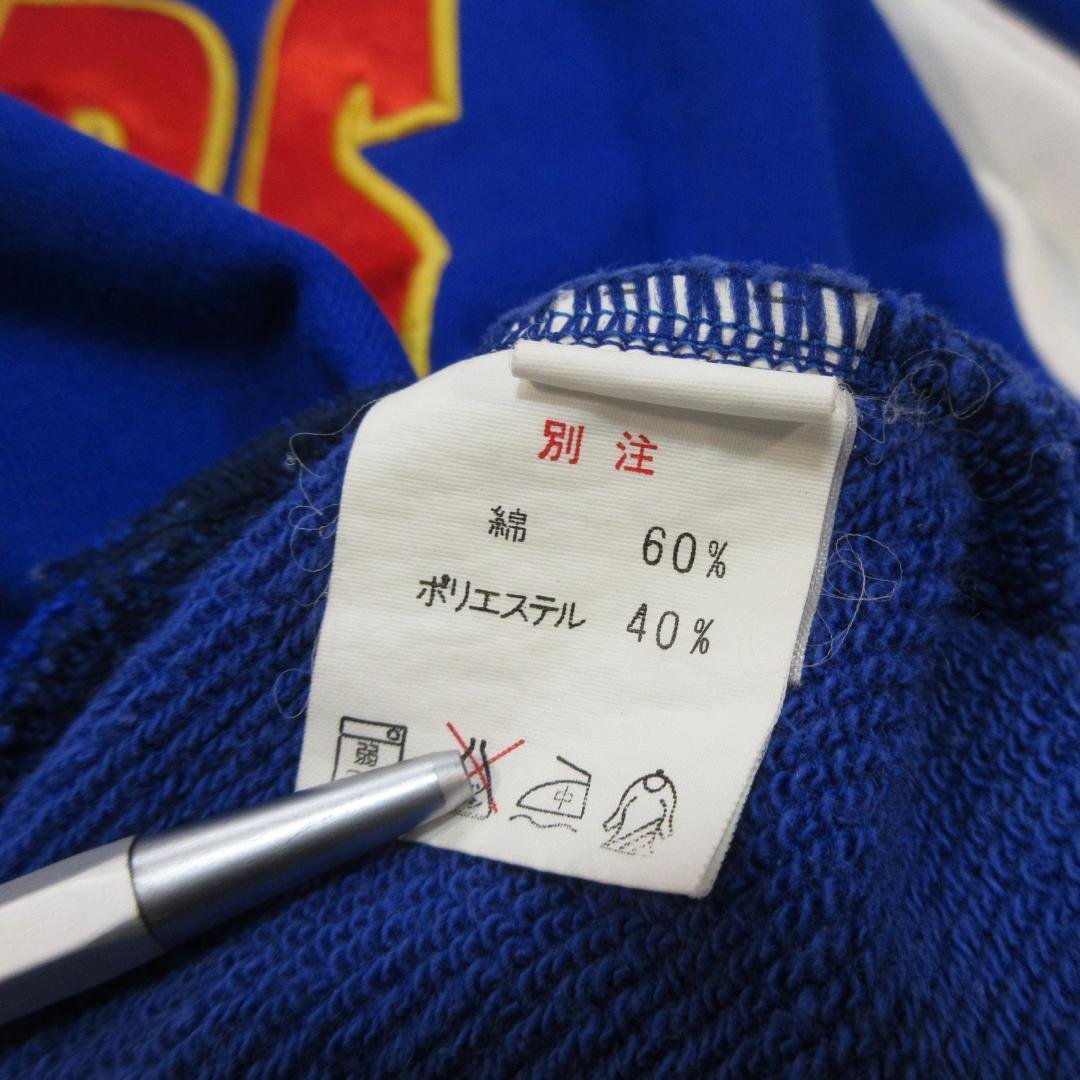 別注
綿 60%
ポリエステル 40%
弱
中